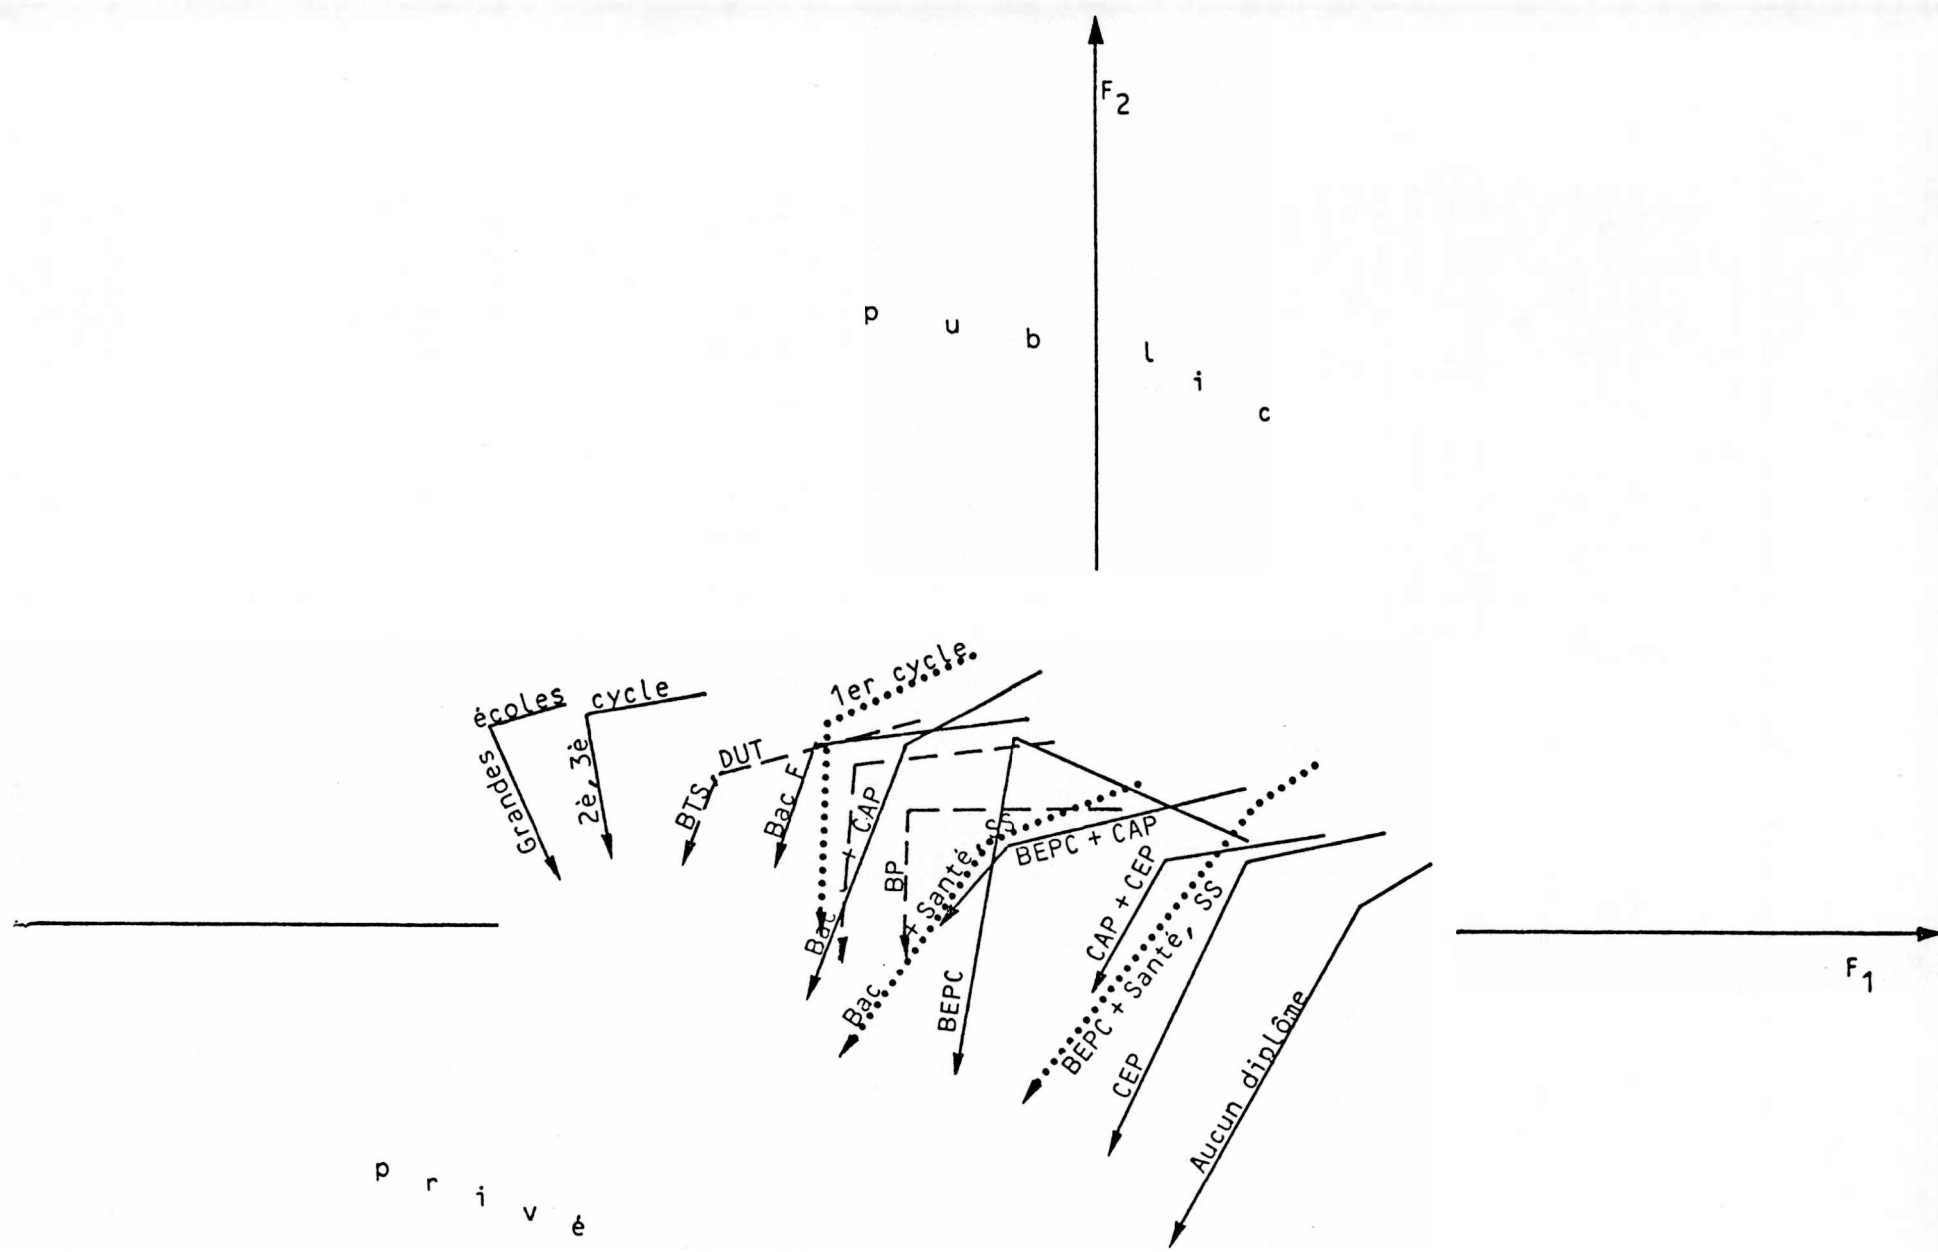 F2
p u b l i c
1er cycle
Grandes écoles
2è, 3è cycle
BTS, DUT
Bac F
Bac + CAP
BP
Bac + Santé, SS
BEPC + CAP
BEPC
CAP + CEP
BEPC + Santé, SS
CEP
Aucun diplôme
F1
p r i v é